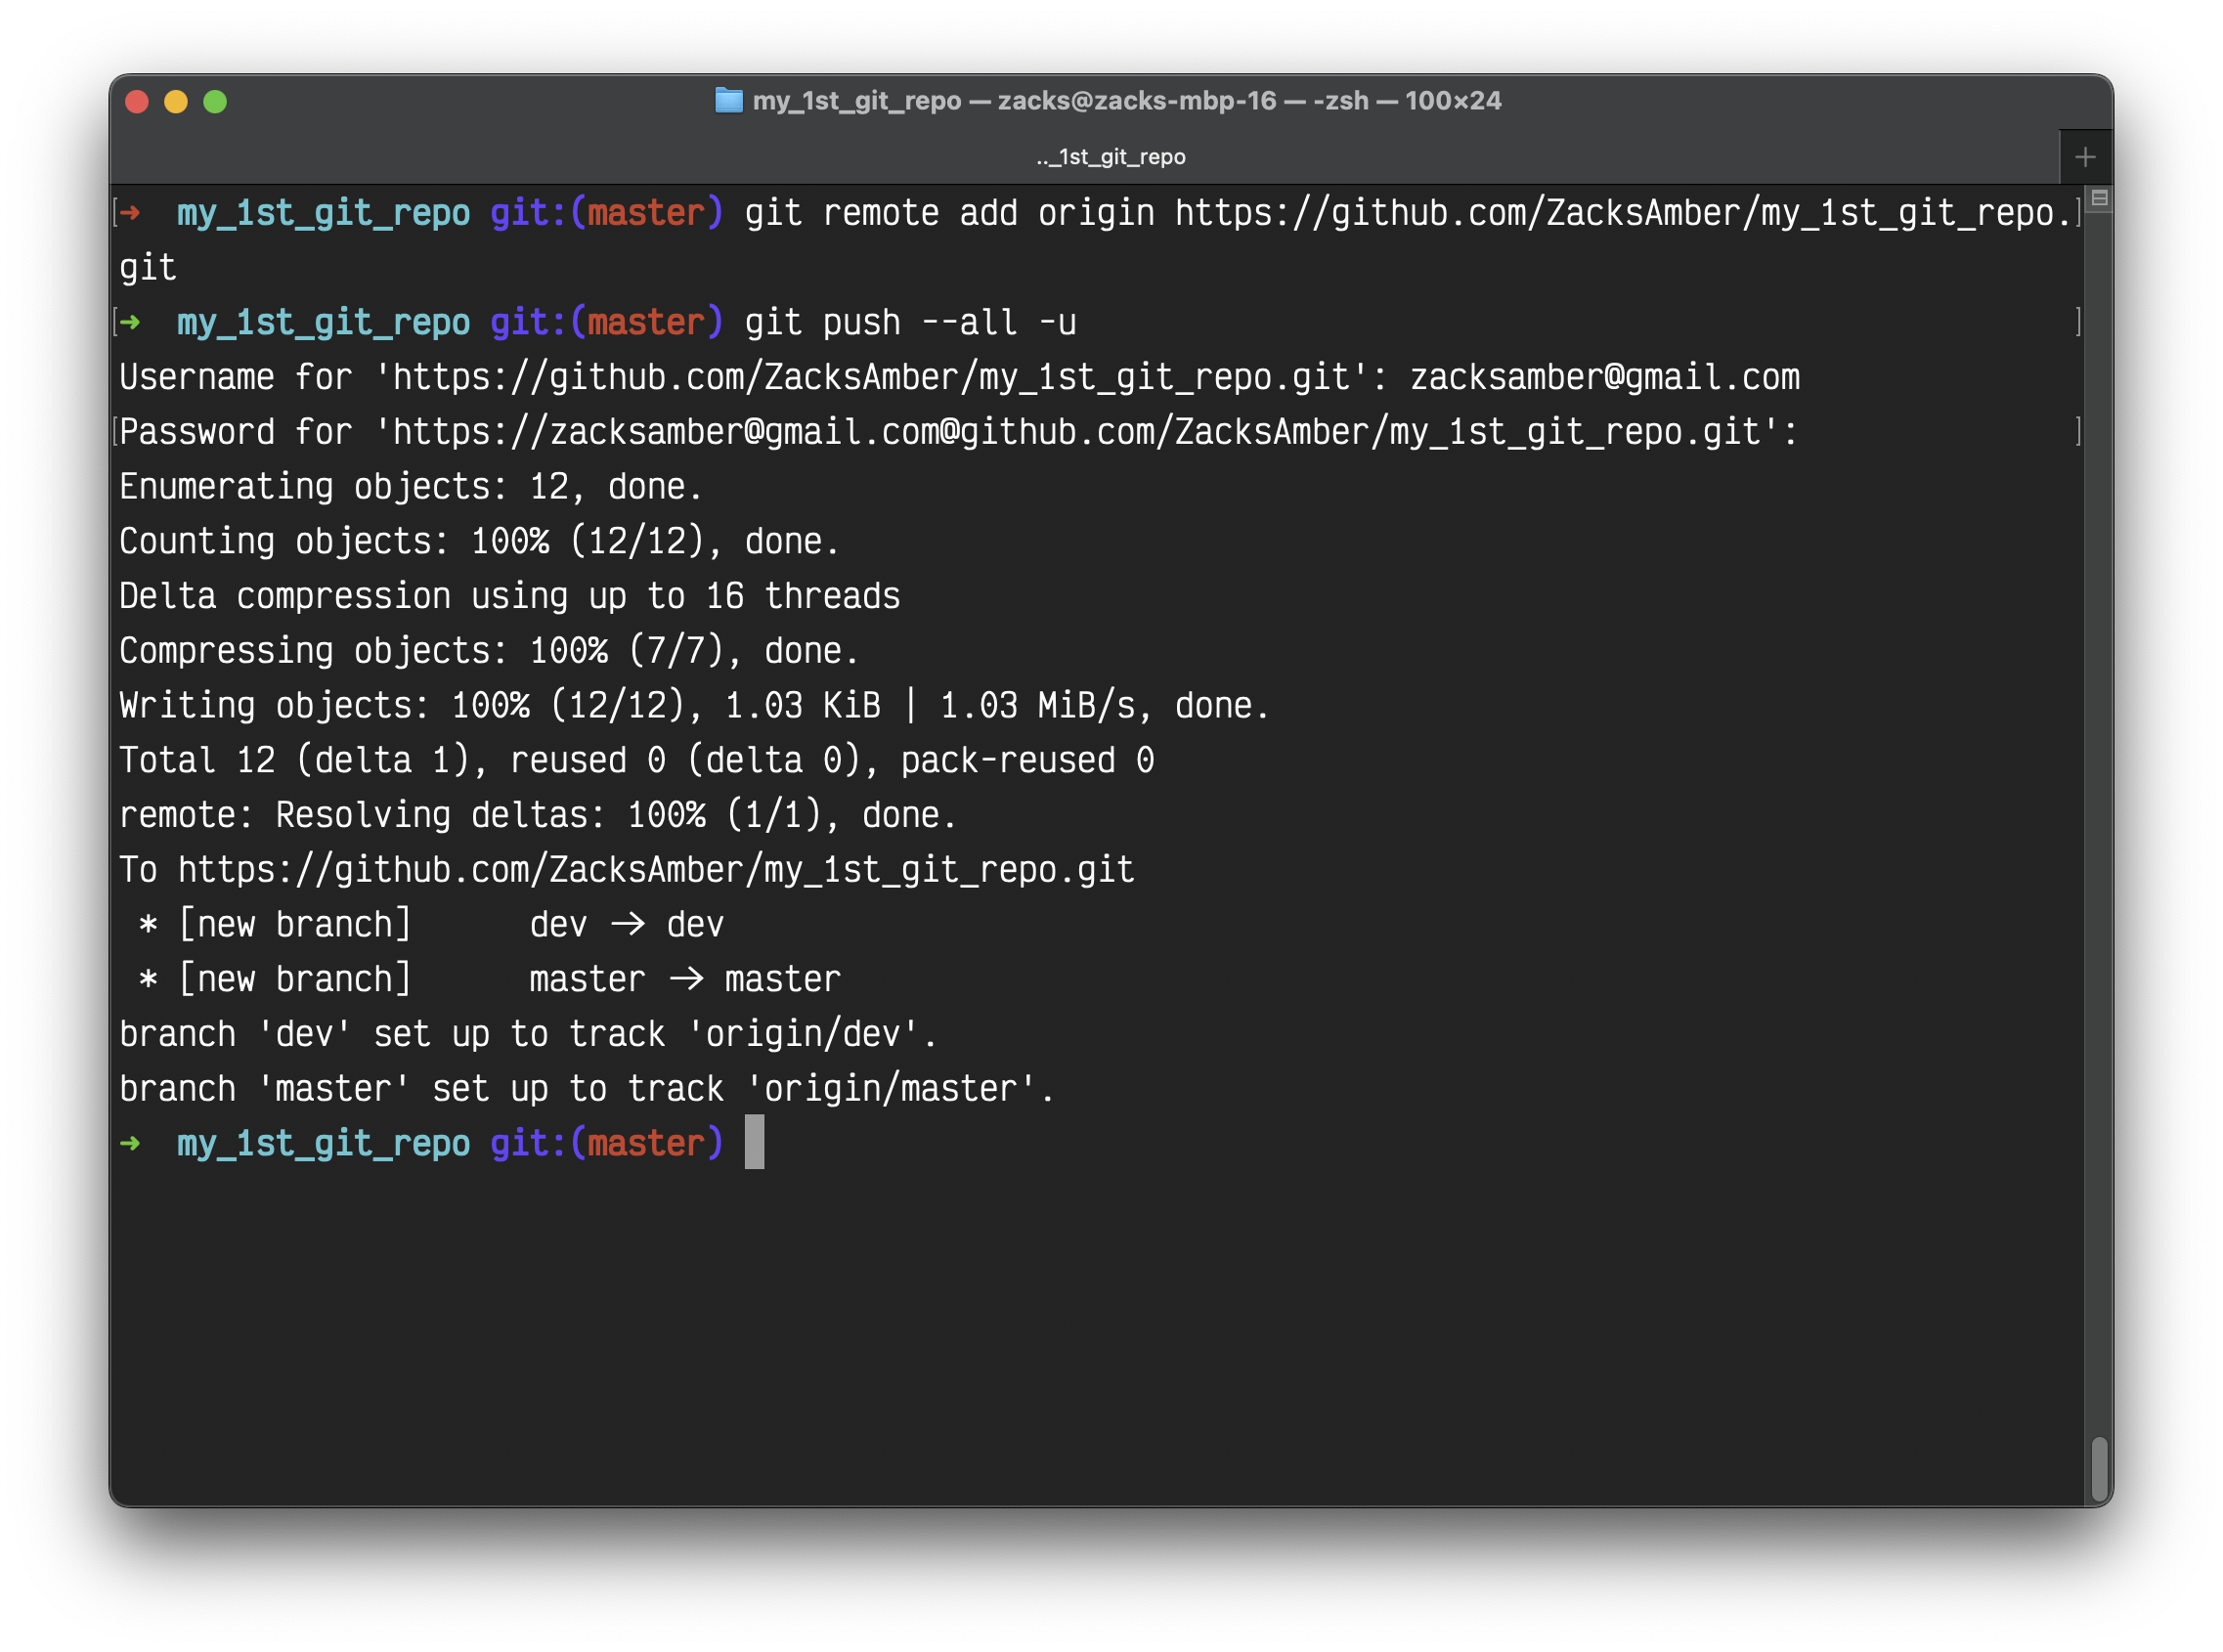 my_1st_git_repo — zacks@zacks-mbp-16 — -zsh — 100×24
.._1st_git_repo
[➜  my_1st_git_repo git:(master) git remote add origin https://github.com/ZacksAmber/my_1st_git_repo.]
git
[➜  my_1st_git_repo git:(master) git push --all -u ]
Username for 'https://github.com/ZacksAmber/my_1st_git_repo.git': zacksamber@gmail.com
[Password for 'https://zacksamber@gmail.com@github.com/ZacksAmber/my_1st_git_repo.git': ]
Enumerating objects: 12, done.
Counting objects: 100% (12/12), done.
Delta compression using up to 16 threads
Compressing objects: 100% (7/7), done.
Writing objects: 100% (12/12), 1.03 KiB | 1.03 MiB/s, done.
Total 12 (delta 1), reused 0 (delta 0), pack-reused 0
remote: Resolving deltas: 100% (1/1), done.
To https://github.com/ZacksAmber/my_1st_git_repo.git
 * [new branch]      dev -> dev
 * [new branch]      master -> master
branch 'dev' set up to track 'origin/dev'.
branch 'master' set up to track 'origin/master'.
➜  my_1st_git_repo git:(master)